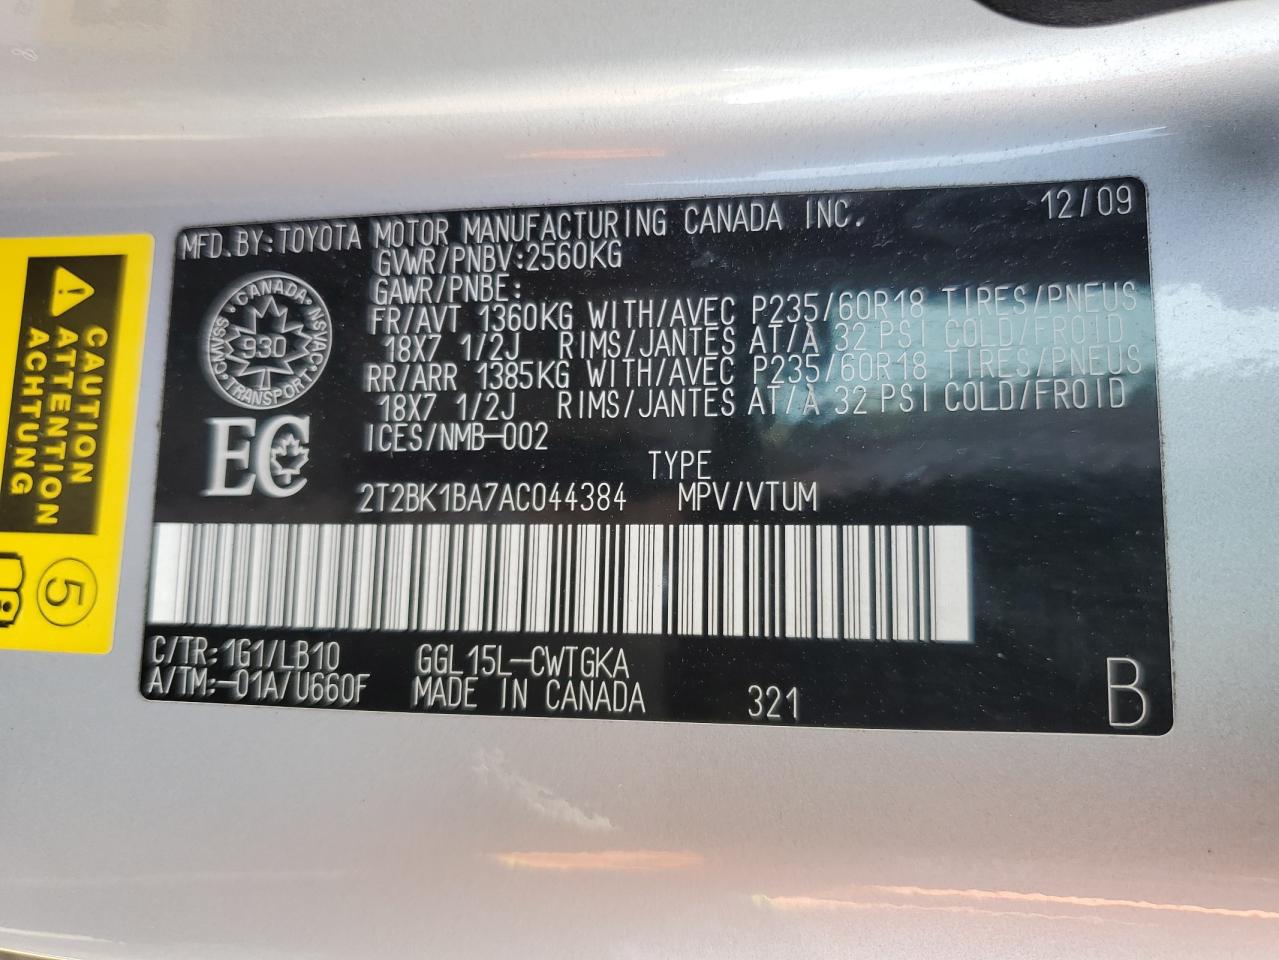 MFD. BY: TOYOTA MOTOR MANUFACTURING CANADA INC. 12/09
GVWR/PNBV: 2560KG
GAWR/PNBE:
FR/AVT 1360KG WITH/AVEC P235/60R18 TIRES/PNEUS
18X7 1/2J RIMS/JANTES AT/À 32 PSI COLD/FROID
RR/ARR 1385KG WITH/AVEC P235/60R18 TIRES/PNEUS
18X7 1/2J RIMS/JANTES AT/À 32 PSI COLD/FROID
ICES/NMB-002
CANADA
CMVSS
NSVAC
930
TRANSPORT
EC
TYPE
2T2BK1BA7AC044384 MPV/VTUM
C/TR: 1G1/LB10 GGL15L-CWTGKA
A/TM:-01A/U660F MADE IN CANADA 321 B
CAUTION
ATTENTION
ACHTUNG
5